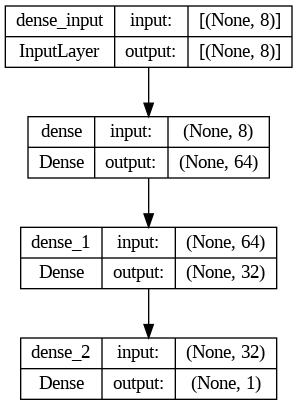 dense_input input: [(None, 8)]
InputLayer output: [(None, 8)]
dense input: (None, 8)
Dense output: (None, 64)
dense_1 input: (None, 64)
Dense output: (None, 32)
dense_2 input: (None, 32)
Dense output: (None, 1)